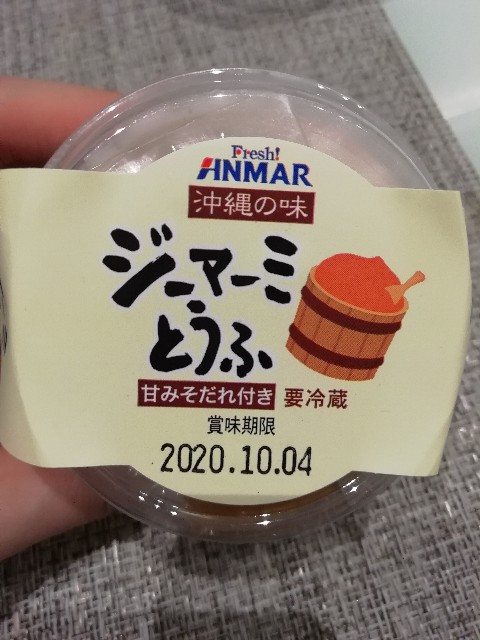 Fresh!
ANMAR
沖縄の味
ジーマーミ
とうふ
甘みそだれ付き 要冷蔵
賞味期限
2020.10.04